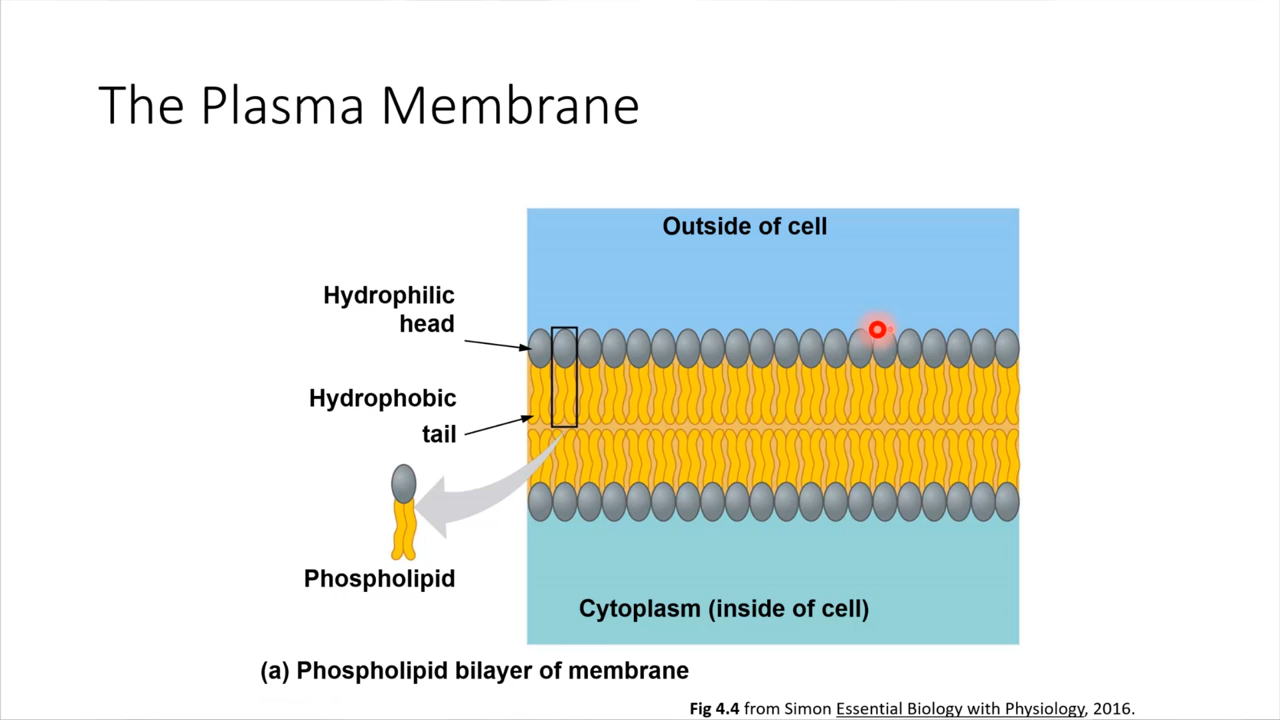 The Plasma Membrane
Outside of cell
Hydrophilic
head
Hydrophobic
tail
Phospholipid
Cytoplasm (inside of cell)
(a) Phospholipid bilayer of membrane
Fig 4.4 from Simon Essential Biology with Physiology, 2016.